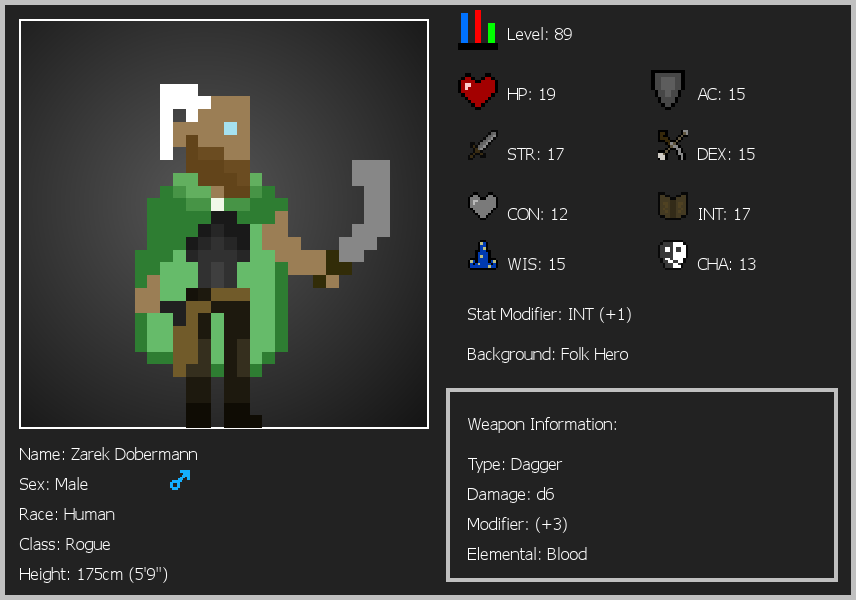 Level: 89
HP: 19
AC: 15
STR: 17
DEX: 15
CON: 12
INT: 17
WIS: 15
CHA: 13
Stat Modifier: INT (+1)
Background: Folk Hero
Name: Zarek Dobermann
Sex: Male
Race: Human
Class: Rogue
Height: 175cm (5'9")
Weapon Information:
Type: Dagger
Damage: d6
Modifier: (+3)
Elemental: Blood